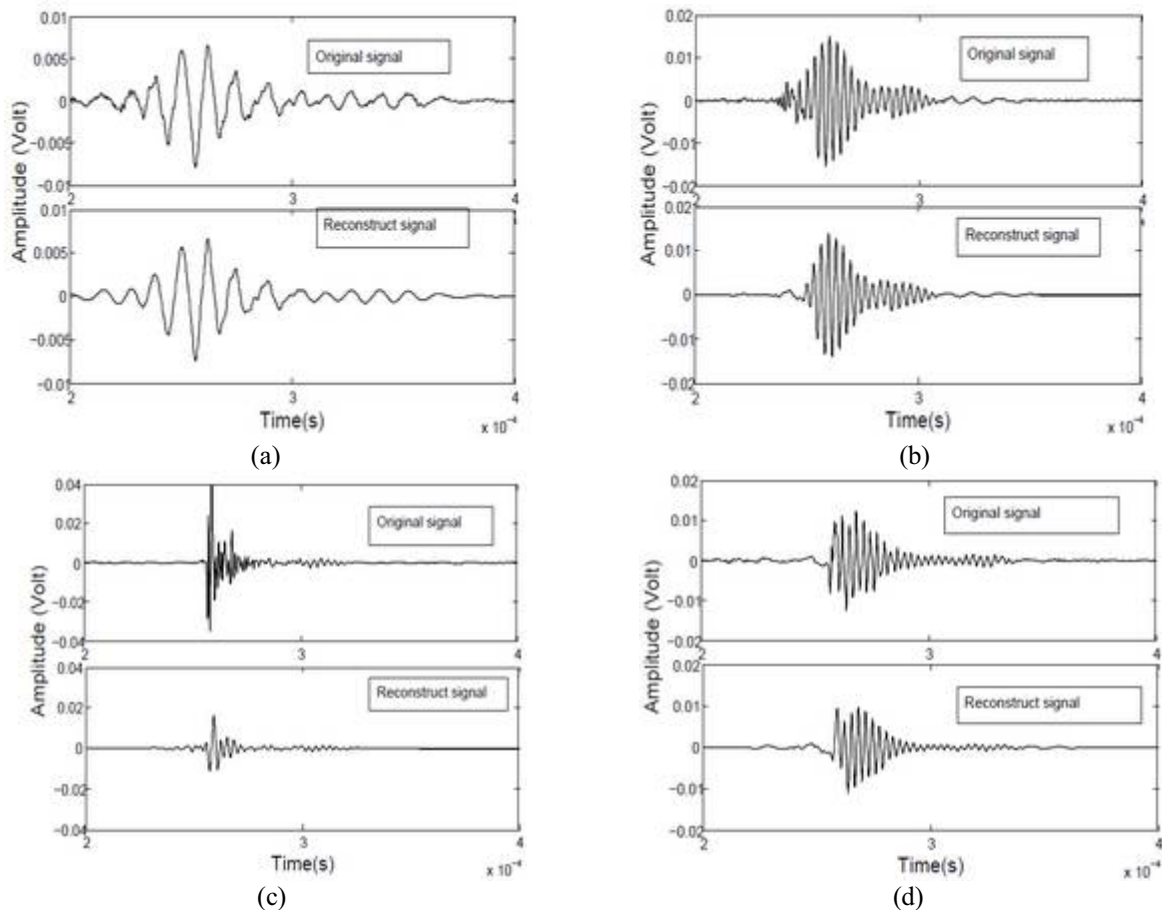 0.01
Original signal
0.005
0
−0.005
−0.01
2
3
4
0.01
Reconstruct signal
0.005
0
−0.005
−0.01
2
3
4
Amplitude (Volt)
Time(s)
x 10⁻⁴
(a)
0.02
Original signal
0.01
0
−0.01
−0.02
2
3
4
0.02
Reconstruct signal
0.01
0
−0.01
−0.02
2
3
4
Amplitude (Volt)
Time(s)
x 10⁻⁴
(b)
0.04
Original signal
0.02
0
−0.02
−0.04
2
3
4
0.04
Reconstruct signal
0.02
0
−0.02
−0.04
2
3
4
Amplitude (Volt)
Time(s)
x 10⁻⁴
(c)
0.02
Original signal
0.01
0
−0.01
−0.02
2
3
4
0.02
Reconstruct signal
0.01
0
−0.01
−0.02
2
3
4
Amplitude (Volt)
Time(s)
x 10⁻⁴
(d)